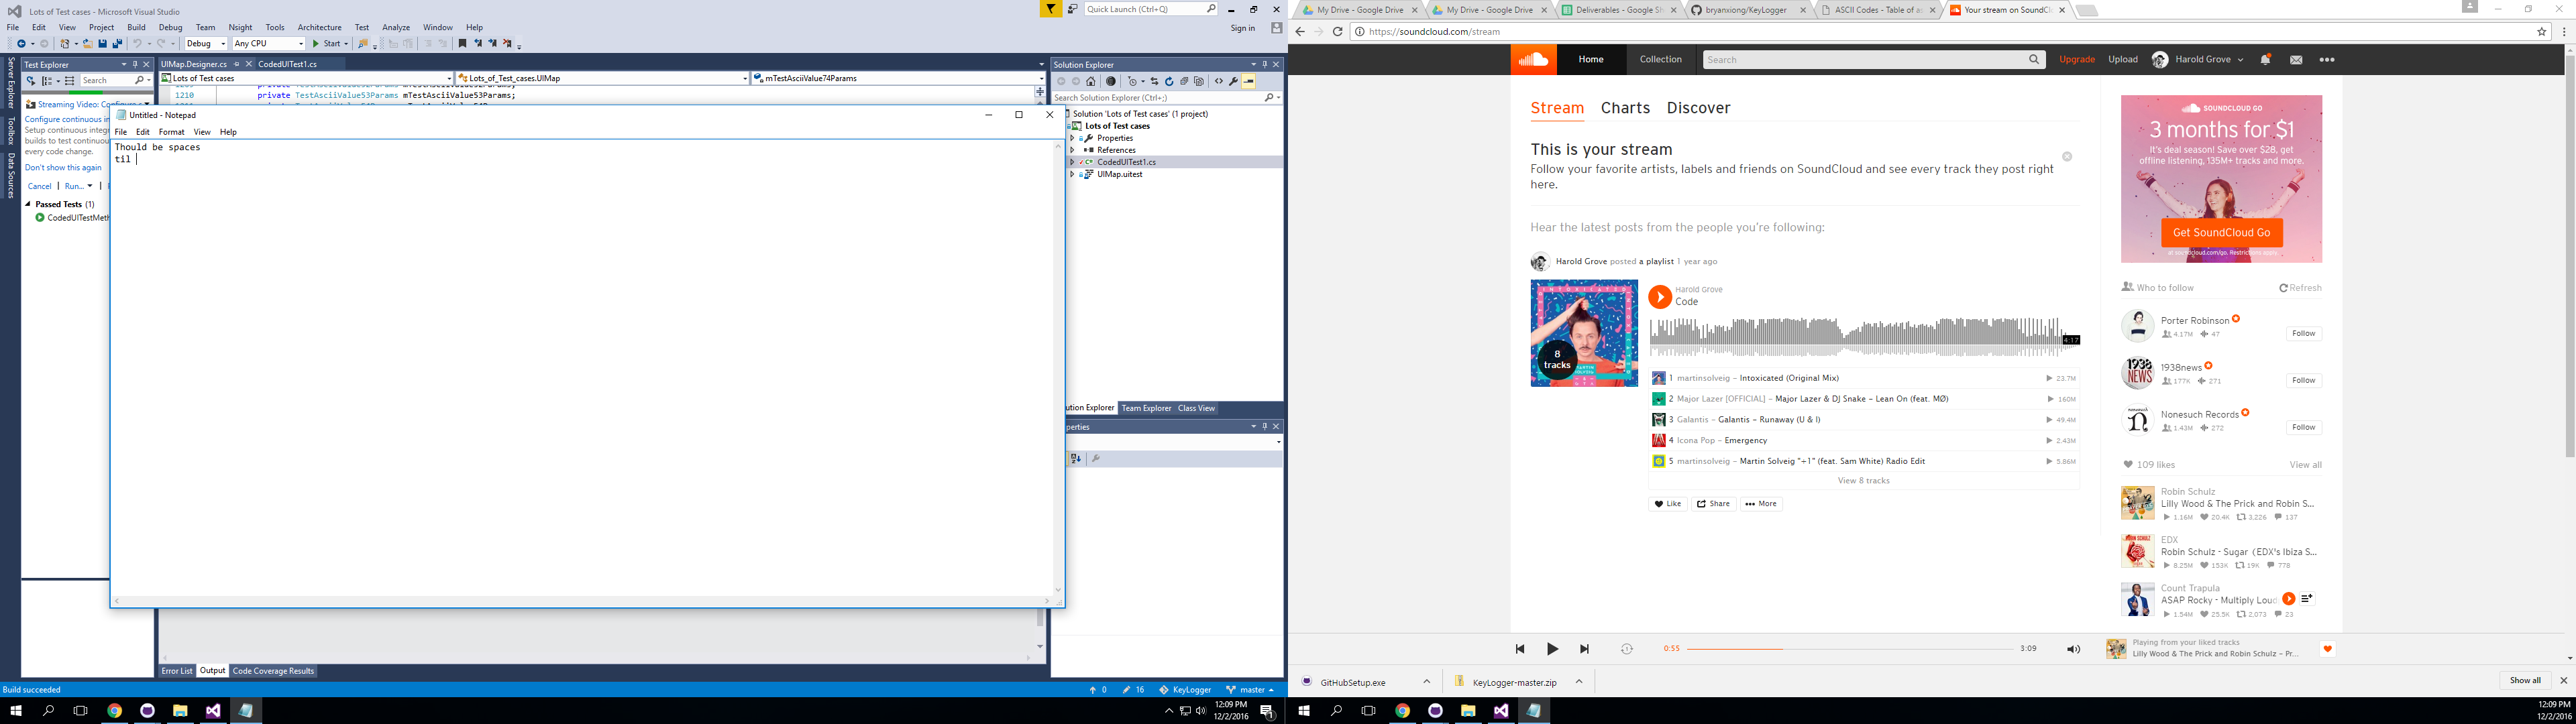 Lots of Test cases - Microsoft Visual Studio
Quick Launch (Ctrl+Q)
File Edit View Project Build Debug Team Nsight Tools Architecture Test Analyze Window Help
Sign in
Debug Any CPU Start
Server Explorer
Toolbox
Data Sources
Test Explorer
Search
Streaming Video: Configure
Configure continuous in
Setup continuous integ
builds to test continuou
every code change.
Don't show this again
Cancel Run...
Passed Tests (1)
CodedUITestMeth
UIMap.Designer.cs CodedUITest1.cs
Lots of Test cases Lots_of_Test_cases.UIMap mTestAsciiValue74Params
1210 private TestAsciiValue53Params mTestAsciiValue53Params;
Untitled - Notepad
File Edit Format View Help
Thould be spaces
til
Solution Explorer
Search Solution Explorer (Ctrl+;)
Solution 'Lots of Test cases' (1 project)
Lots of Test cases
Properties
References
CodedUITest1.cs
UIMap.uitest
ution Explorer Team Explorer Class View
perties
Error List Output Code Coverage Results
Build succeeded
0 16 KeyLogger master
12:09 PM
12/2/2016
My Drive - Google Drive
My Drive - Google Drive
Deliverables - Google Sh
bryanxiong/KeyLogger
ASCII Codes - Table of as
Your stream on SoundCl
https://soundcloud.com/stream
Home Collection
Search
Upgrade Upload Harold Grove
Stream Charts Discover
This is your stream
Follow your favorite artists, labels and friends on SoundCloud and see every track they post right
here.
Hear the latest posts from the people you're following:
Harold Grove posted a playlist 1 year ago
8
tracks
Harold Grove
Code
4:17
1 martinsolveig – Intoxicated (Original Mix) 23.7M
2 Major Lazer [OFFICIAL] – Major Lazer & DJ Snake – Lean On (feat. MØ) 160M
3 Galantis – Galantis – Runaway (U & I) 49.4M
4 Icona Pop – Emergency 2.43M
5 martinsolveig – Martin Solveig "+1" (feat. Sam White) Radio Edit 5.86M
View 8 tracks
Like Share More
SOUNDCLOUD GO
3 months for $1
It's deal season! Save over $28, get
offline listening, 135M+ tracks and more.
Get SoundCloud Go
at soundcloud.com/go. Restrictions apply.
Who to follow Refresh
Porter Robinson
4.17M 47
Follow
1938news
177K 271
Follow
Nonesuch Records
1.43M 272
Follow
109 likes View all
Robin Schulz
Lilly Wood & The Prick and Robin S...
1.16M 20.4K 3,226 137
EDX
Robin Schulz - Sugar (EDX's Ibiza S...
8.25M 153K 19K 778
Count Trapula
ASAP Rocky - Multiply Loud
1.54M 25.5K 2,073 23
0:55 3:09
Playing from your liked tracks
Lilly Wood & The Prick and Robin Schulz – Pr...
GitHubSetup.exe
KeyLogger-master.zip
Show all
12:09 PM
12/2/2016